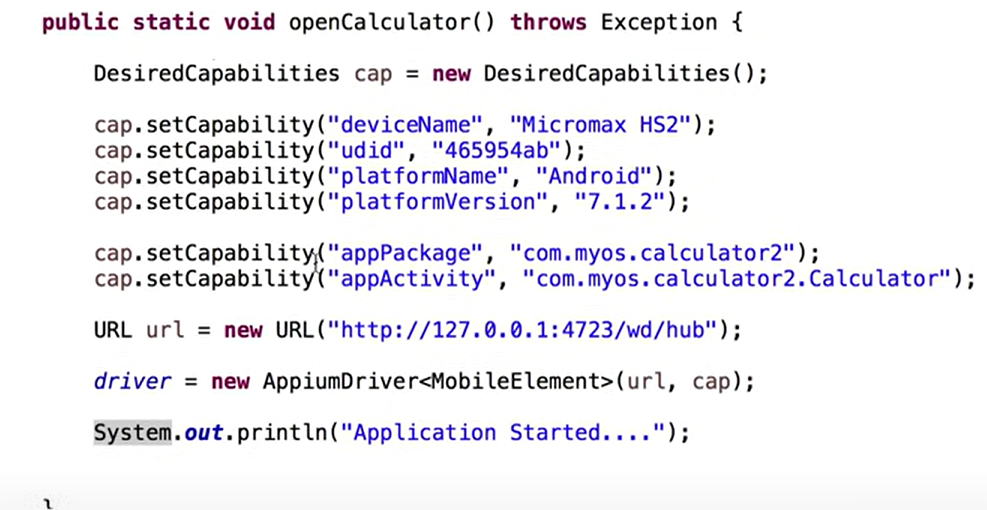 public static void openCalculator() throws Exception {
DesiredCapabilities cap = new DesiredCapabilities();
cap.setCapability("deviceName", "Micromax HS2");
cap.setCapability("udid", "465954ab");
cap.setCapability("platformName", "Android");
cap.setCapability("platformVersion", "7.1.2");
cap.setCapability("appPackage", "com.myos.calculator2");
cap.setCapability("appActivity", "com.myos.calculator2.Calculator");
URL url = new URL("http://127.0.0.1:4723/wd/hub");
driver = new AppiumDriver<MobileElement>(url, cap);
System.out.println("Application Started....");
}